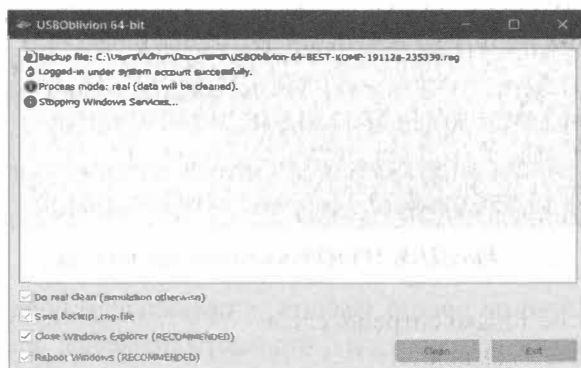 USBOblivion 64-bit
Backup file: C:\Users\Admin\Documents\USBOblivion-64-BEST-KOMP-191128-235339.reg
Logged-in under system account successfully.
Process mode: real (data will be cleaned).
Stopping Windows Services...
Do real clean (simulation otherwise)
Save backup .reg-file
Close Windows Explorer (RECOMMENDED)
Reboot Windows (RECOMMENDED)
Clean
Exit